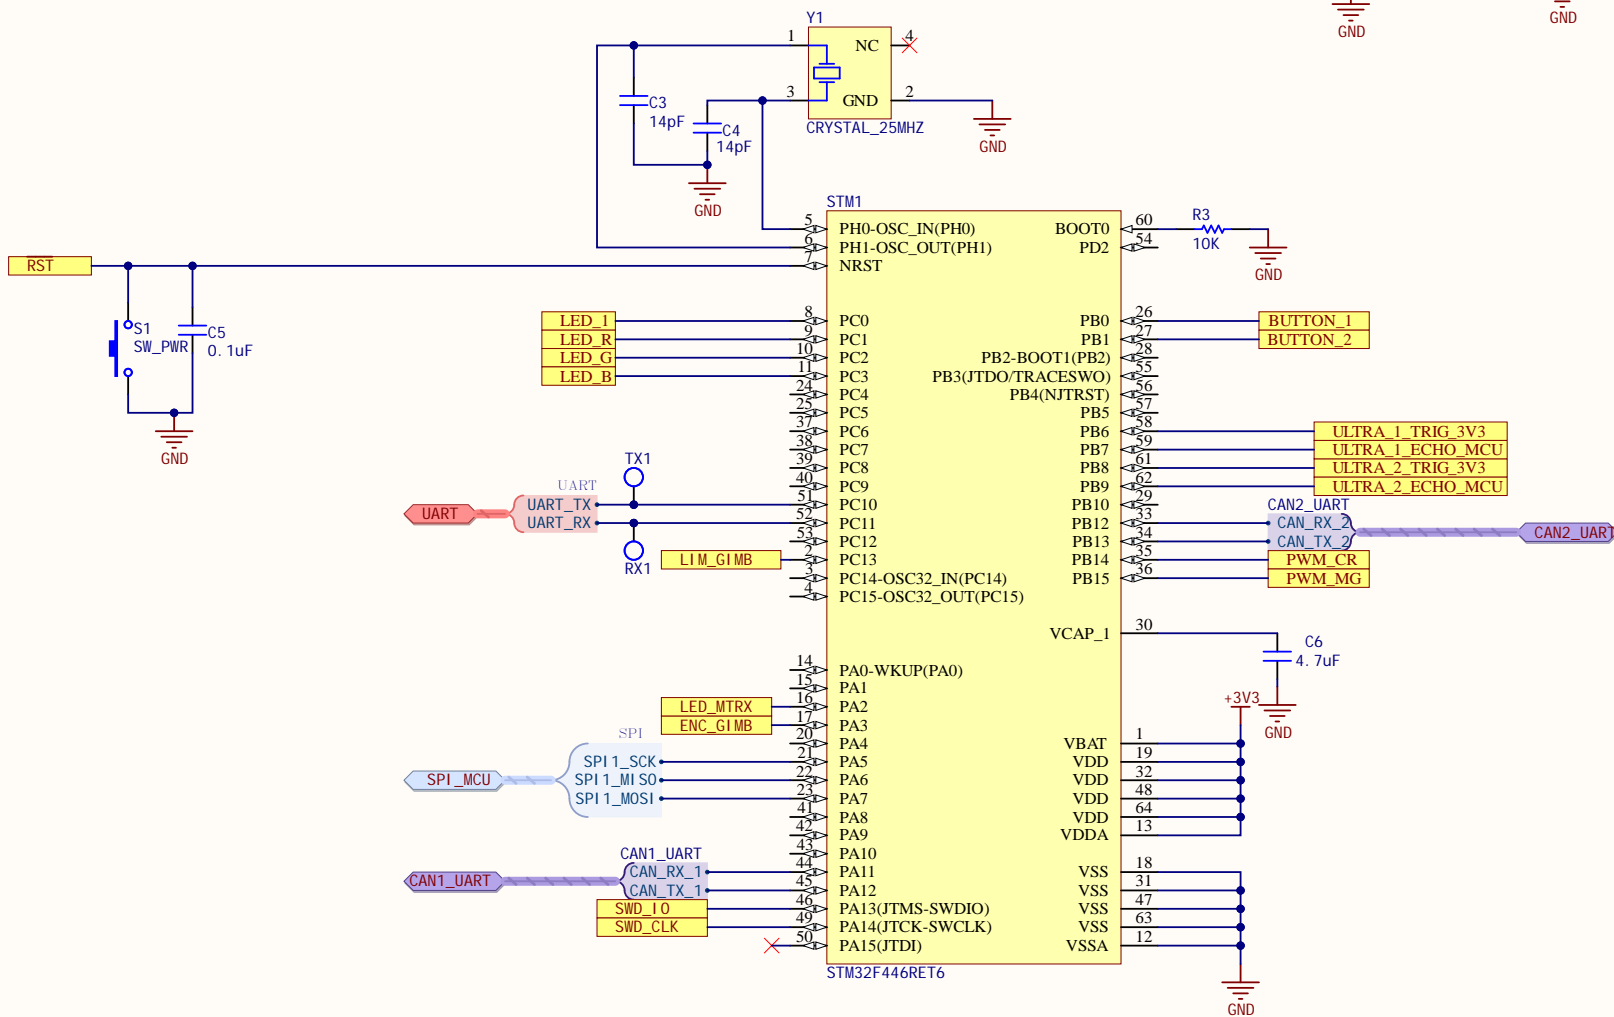 GND
GND
Y1
1
NC
4
3
GND
2
CRYSTAL_25MHZ
C3
14pF
C4
14pF
GND
GND
STM1
5
PH0-OSC_IN(PH0)
BOOT0
60
R3
10K
6
PH1-OSC_OUT(PH1)
PD2
54
GND
RST
7
NRST
S1
SW_PWR
C5
0.1uF
GND
LED_1
8
PC0
PB0
26
BUTTON_1
LED_R
9
PC1
PB1
27
BUTTON_2
LED_G
10
PC2
PB2-BOOT1(PB2)
28
LED_B
11
PC3
PB3(JTDO/TRACESWO)
55
24
PC4
PB4(NJTRST)
56
25
PC5
PB5
57
37
PC6
PB6
58
ULTRA_1_TRIG_3V3
38
PC7
PB7
59
ULTRA_1_ECHO_MCU
TX1
39
PC8
PB8
61
ULTRA_2_TRIG_3V3
UART
40
PC9
PB9
62
ULTRA_2_ECHO_MCU
UART
UART_TX
51
PC10
PB10
29
CAN2_UART
UART_RX
52
PC11
PB12
33
CAN_RX_2
53
PC12
PB13
34
CAN_TX_2
CAN2_UART
RX1
LIM_GIMB
2
PC13
PB14
35
PWM_CR
3
PC14-OSC32_IN(PC14)
PB15
36
PWM_MG
4
PC15-OSC32_OUT(PC15)
VCAP_1
30
C6
4.7uF
GND
14
PA0-WKUP(PA0)
15
PA1
LED_MTRX
16
PA2
+3V3
ENC_GIMB
17
PA3
SPI
20
PA4
VBAT
1
SPI_MCU
SPI1_SCK
21
PA5
VDD
19
SPI1_MISO
22
PA6
VDD
32
SPI1_MOSI
23
PA7
VDD
48
41
PA8
VDD
64
42
PA9
VDDA
13
CAN1_UART
43
PA10
CAN1_UART
CAN_RX_1
44
PA11
VSS
18
CAN_TX_1
45
PA12
VSS
31
SWD_IO
46
PA13(JTMS-SWDIO)
VSS
47
SWD_CLK
49
PA14(JTCK-SWCLK)
VSS
63
50
PA15(JTDI)
VSSA
12
STM32F446RET6
GND